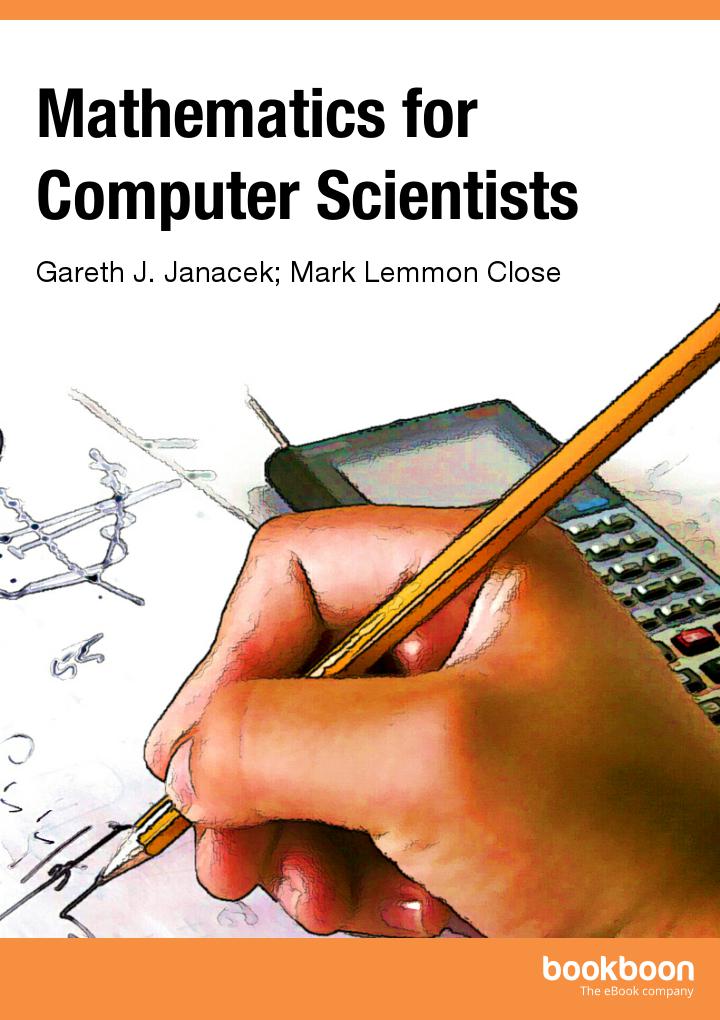 Mathematics for
Computer Scientists
Gareth J. Janacek; Mark Lemmon Close
bookboon
The eBook company